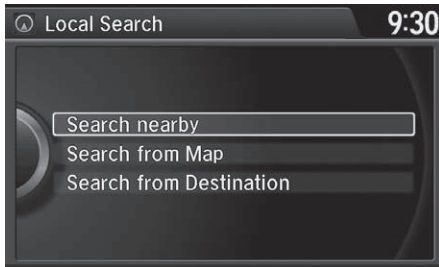 Local Search
9:30
Search nearby
Search from Map
Search from Destination